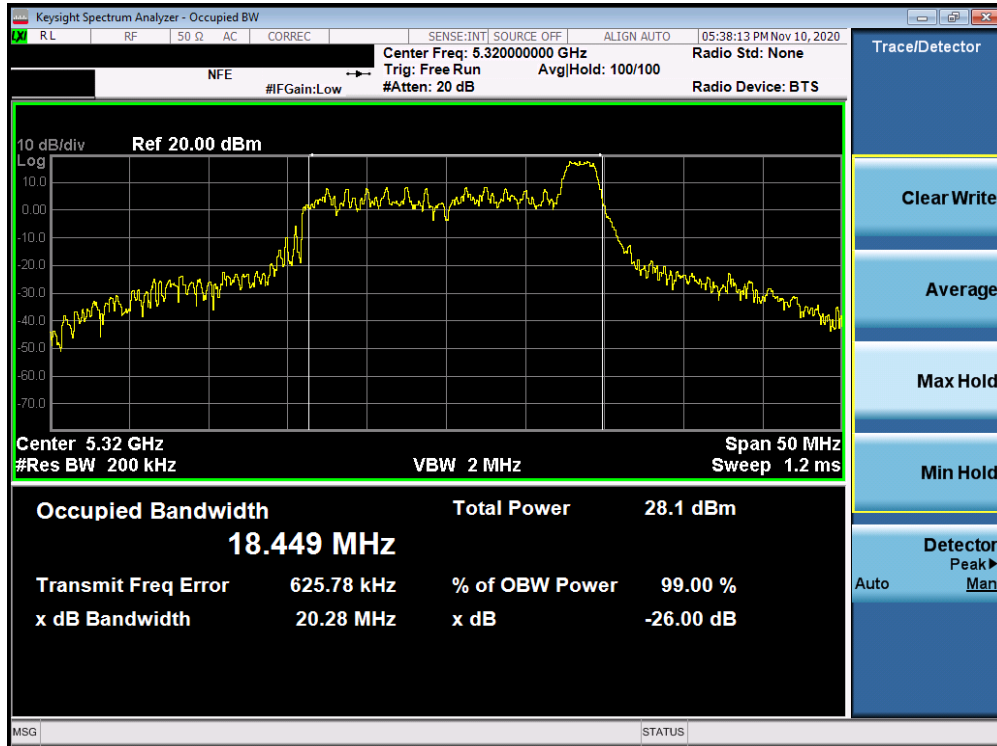 Keysight Spectrum Analyzer - Occupied BW
LXI RL RF 50 Ω AC CORREC SENSE:INT SOURCE OFF ALIGN AUTO 05:38:13 PM Nov 10, 2020
Center Freq: 5.320000000 GHz Radio Std: None
NFE Trig: Free Run Avg|Hold: 100/100
#IFGain:Low #Atten: 20 dB Radio Device: BTS
Trace/Detector
10 dB/div Ref 20.00 dBm
Log
10.0
0.00
-10.0
-20.0
-30.0
-40.0
-50.0
-60.0
-70.0
Center 5.32 GHz Span 50 MHz
#Res BW 200 kHz VBW 2 MHz Sweep 1.2 ms
Clear Write
Average
Max Hold
Min Hold
Detector
Peak▶
Auto Man
Occupied Bandwidth Total Power 28.1 dBm
18.449 MHz
Transmit Freq Error 625.78 kHz % of OBW Power 99.00 %
x dB Bandwidth 20.28 MHz x dB -26.00 dB
MSG STATUS